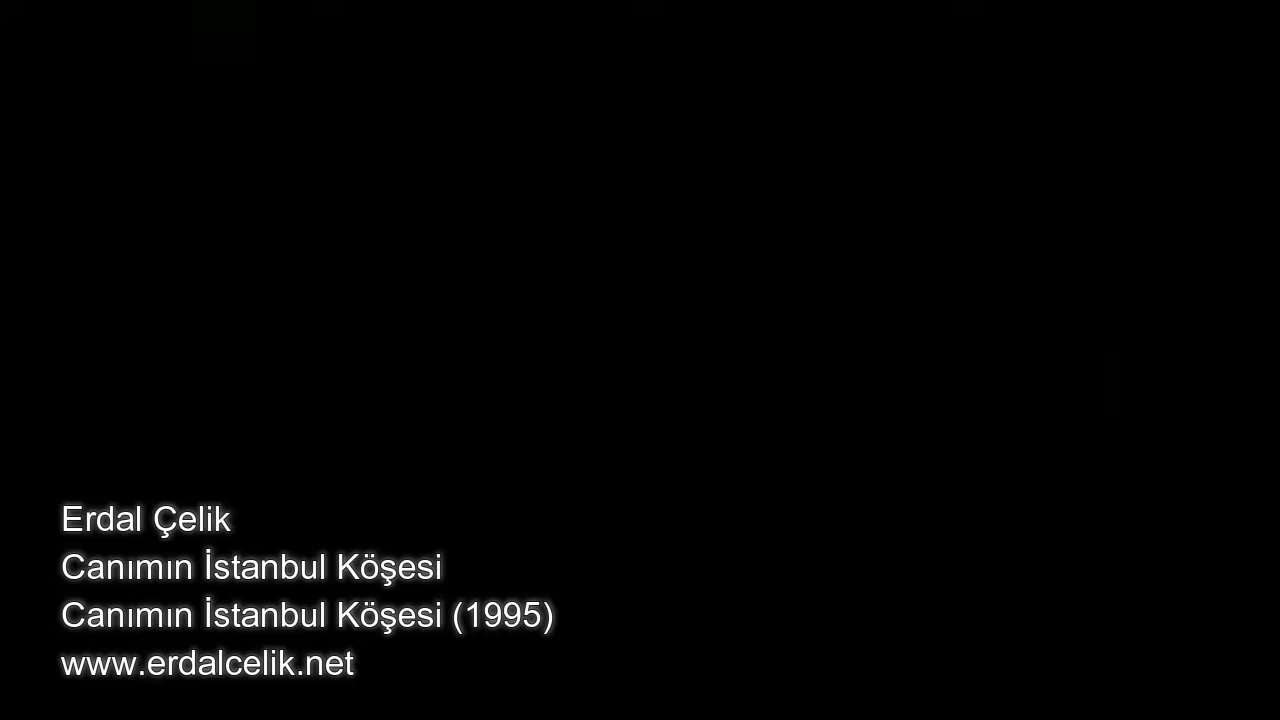 Erdal Çelik
Canımın İstanbul Köşesi
Canımın İstanbul Köşesi (1995)
www.erdalcelik.net